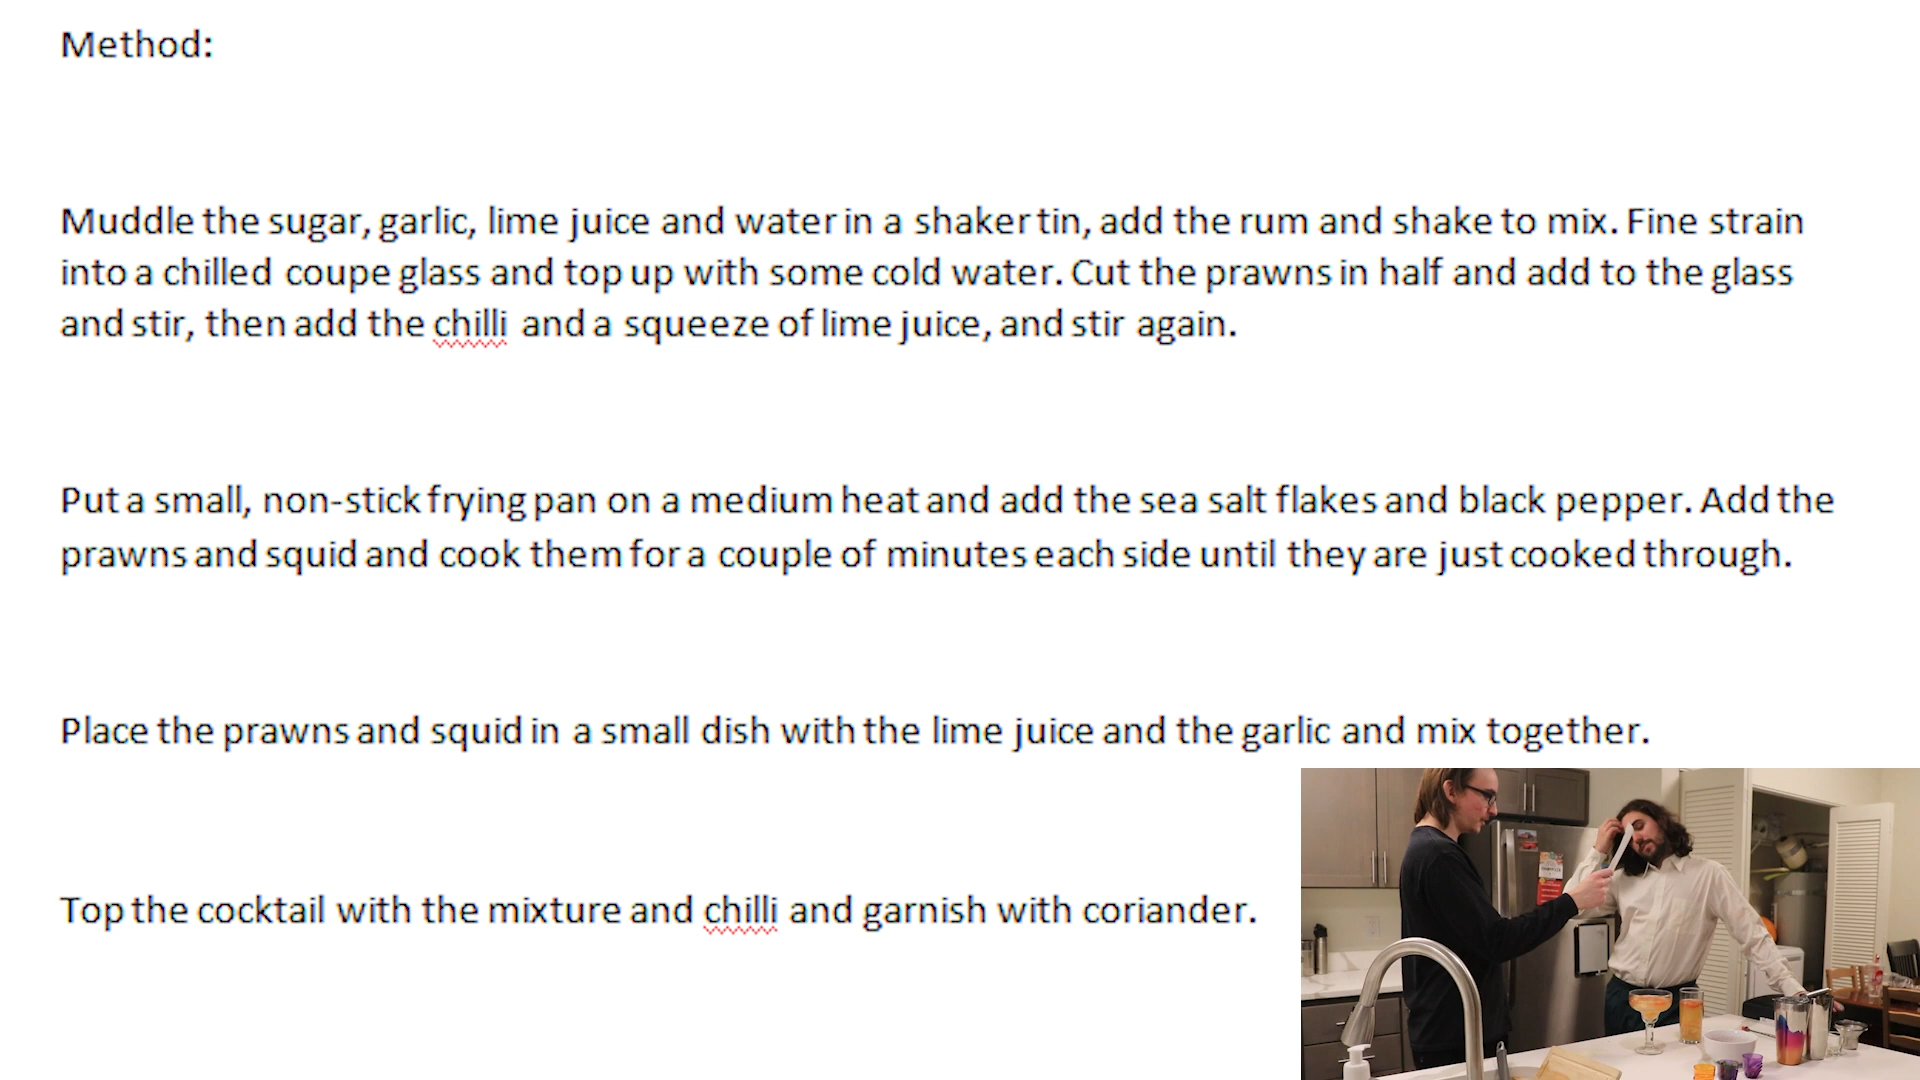 Method:
Muddle the sugar, garlic, lime juice and water in a shaker tin, add the rum and shake to mix. Fine strain
into a chilled coupe glass and top up with some cold water. Cut the prawns in half and add to the glass
and stir, then add the chilli and a squeeze of lime juice, and stir again.
Put a small, non-stick frying pan on a medium heat and add the sea salt flakes and black pepper. Add the
prawns and squid and cook them for a couple of minutes each side until they are just cooked through.
Place the prawns and squid in a small dish with the lime juice and the garlic and mix together.
Top the cocktail with the mixture and chilli and garnish with coriander.